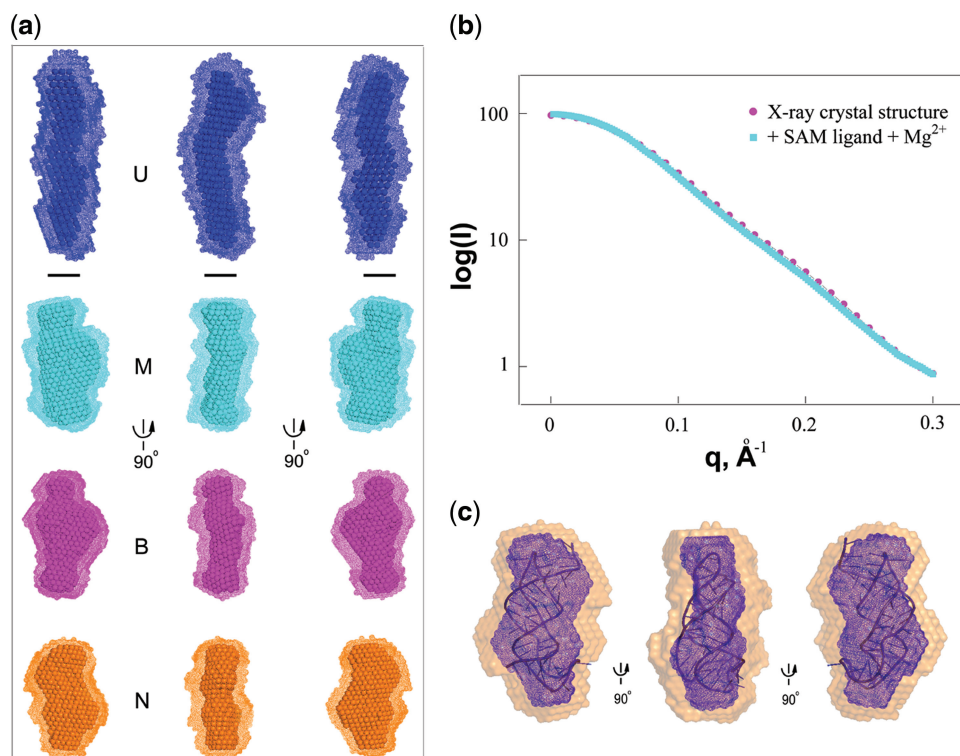 (a)
U
M
90°
90°
B
N
(b)
100
10
1
log(I)
X-ray crystal structure
+ SAM ligand + Mg²⁺
0
0.1
0.2
0.3
q, Å⁻¹
(c)
90°
90°